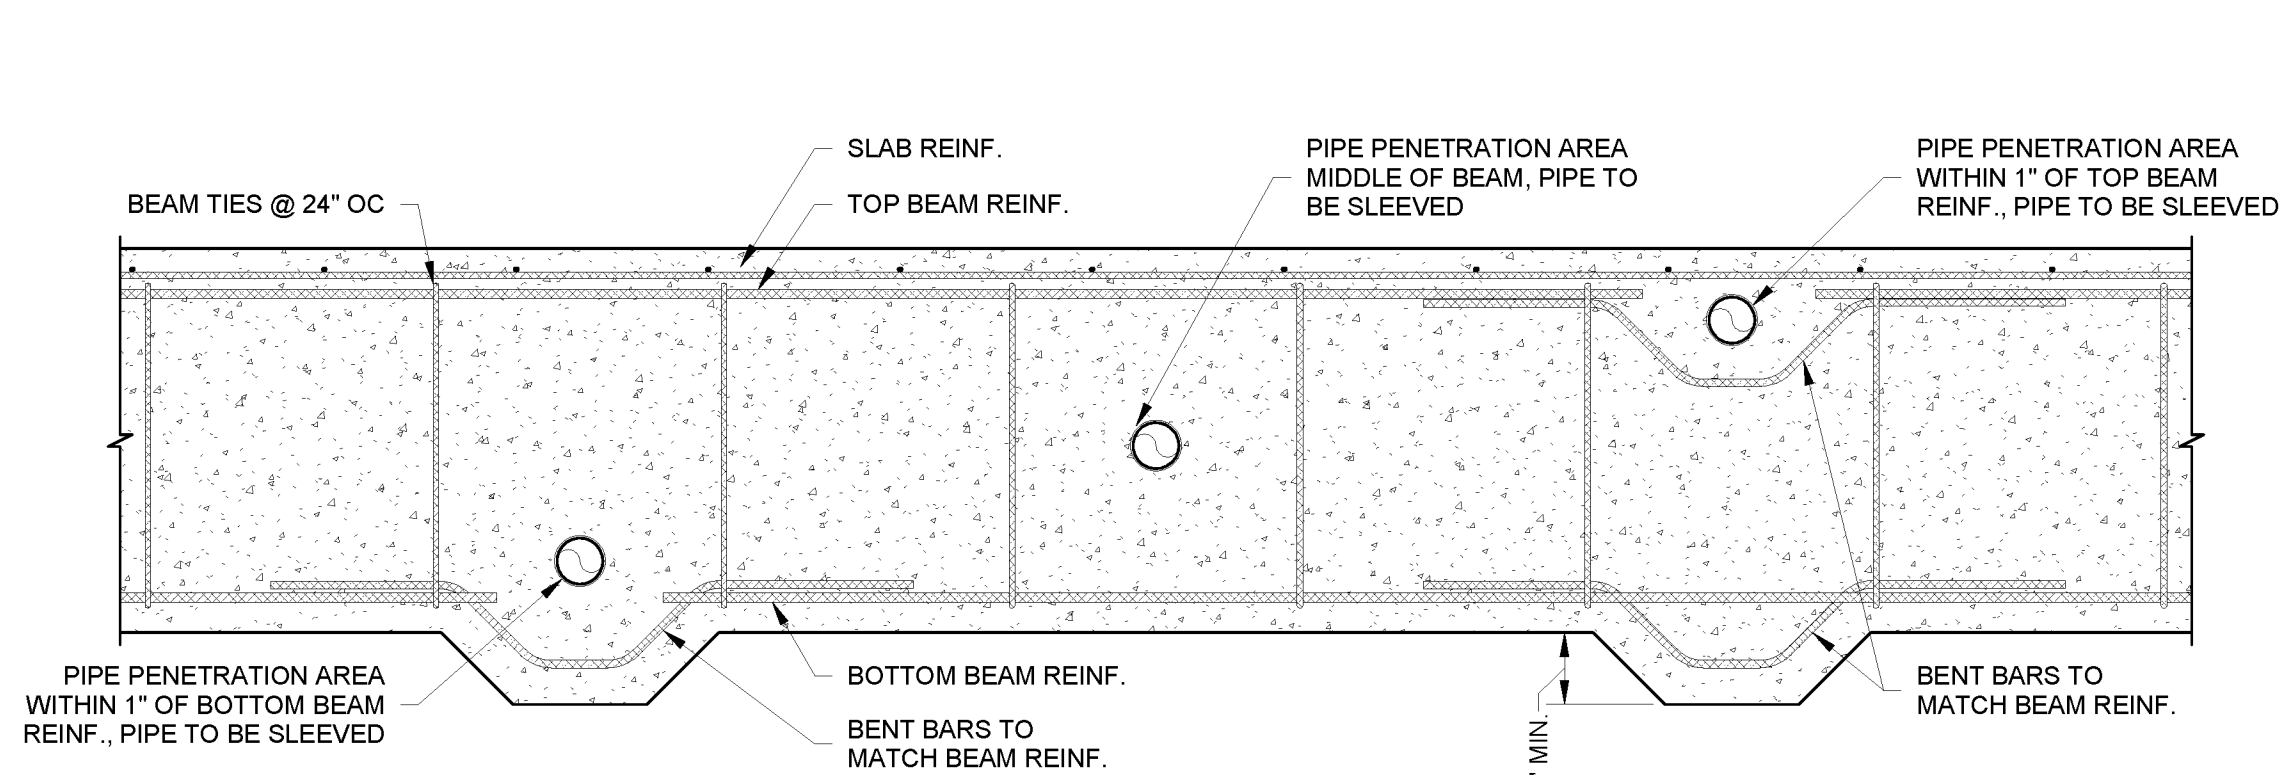 SLAB REINF.
TOP BEAM REINF.
BEAM TIES @ 24" OC
PIPE PENETRATION AREA
MIDDLE OF BEAM, PIPE TO
BE SLEEVED
PIPE PENETRATION AREA
WITHIN 1" OF TOP BEAM
REINF., PIPE TO BE SLEEVED
PIPE PENETRATION AREA
WITHIN 1" OF BOTTOM BEAM
REINF., PIPE TO BE SLEEVED
BOTTOM BEAM REINF.
BENT BARS TO
MATCH BEAM REINF.
MIN.
BENT BARS TO
MATCH BEAM REINF.